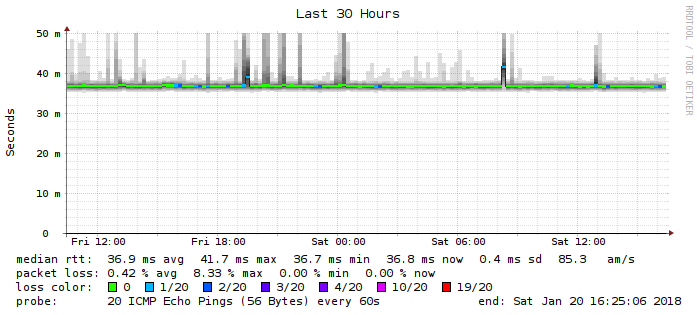 Last 30 Hours
RRDTOOL / TOBI OETIKER
Seconds
50 m
40 m
30 m
20 m
10 m
0
Fri 12:00 Fri 18:00 Sat 00:00 Sat 06:00 Sat 12:00
median rtt: 36.9 ms avg 41.7 ms max 36.7 ms min 36.8 ms now 0.4 ms sd 85.3 am/s
packet loss: 0.42 % avg 8.33 % max 0.00 % min 0.00 % now
loss color: 0 1/20 2/20 3/20 4/20 10/20 19/20
probe: 20 ICMP Echo Pings (56 Bytes) every 60s end: Sat Jan 20 16:25:06 2018